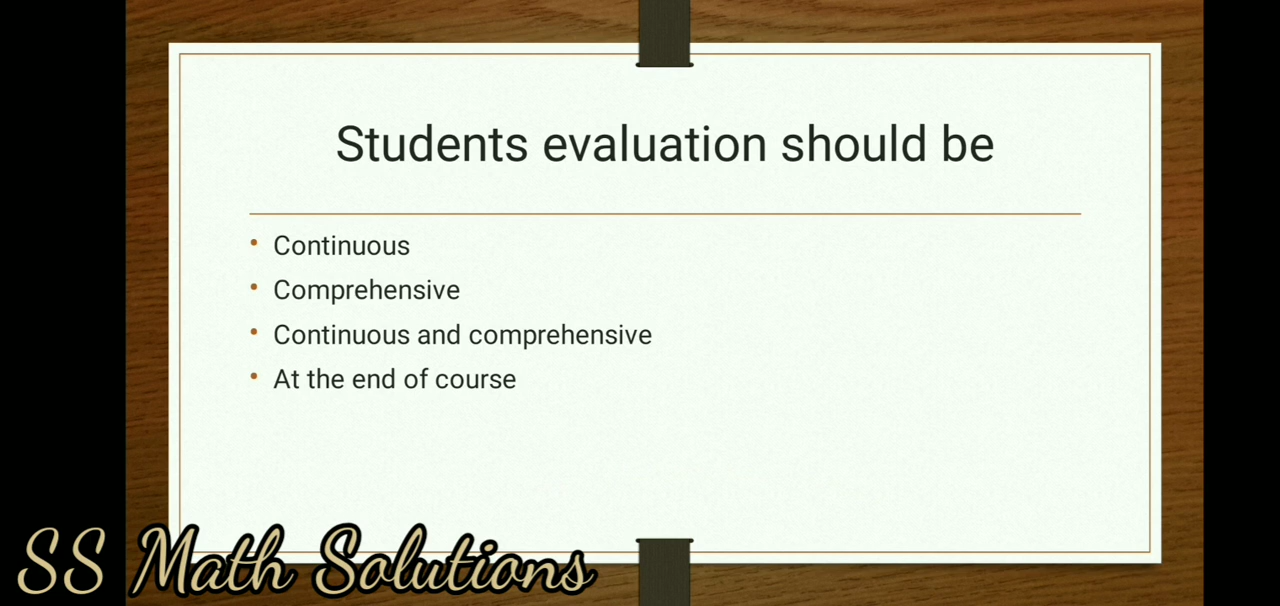 Students evaluation should be
• Continuous
• Comprehensive
• Continuous and comprehensive
• At the end of course
SS Math Solutions